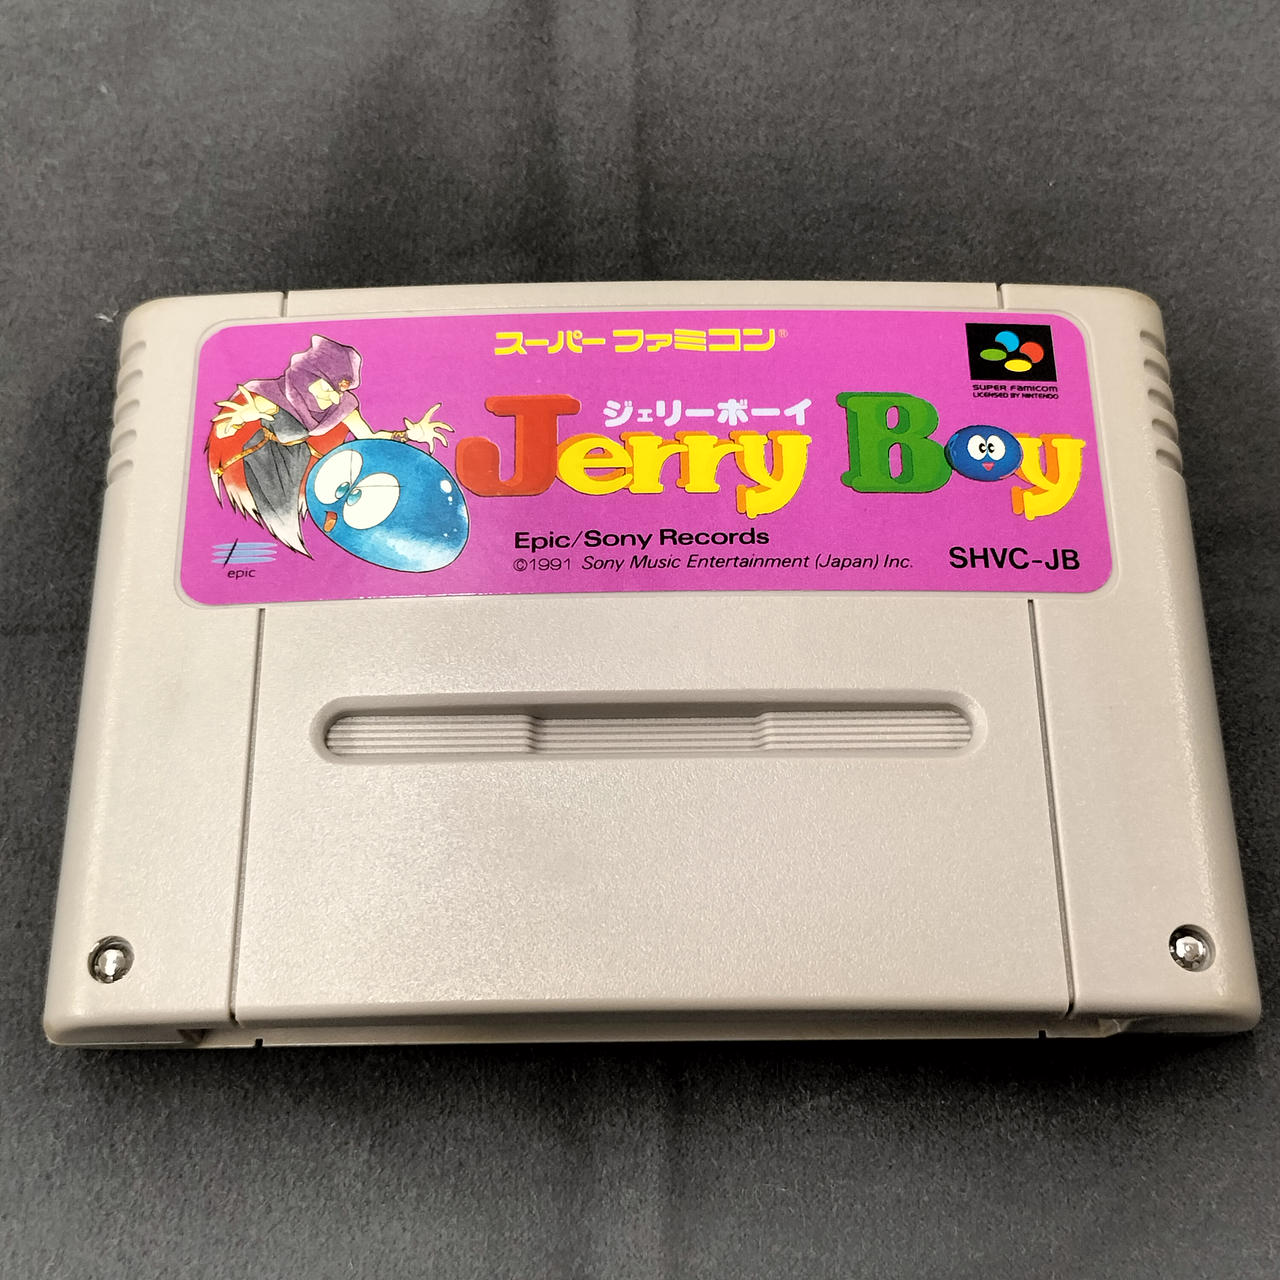 スーパーファミコン®
SUPER FAMICOM
LICENSED BY NINTENDO
ジェリーボーイ
Jerry Boy
Epic/Sony Records
©1991 Sony Music Entertainment (Japan) Inc.
SHVC-JB
epic